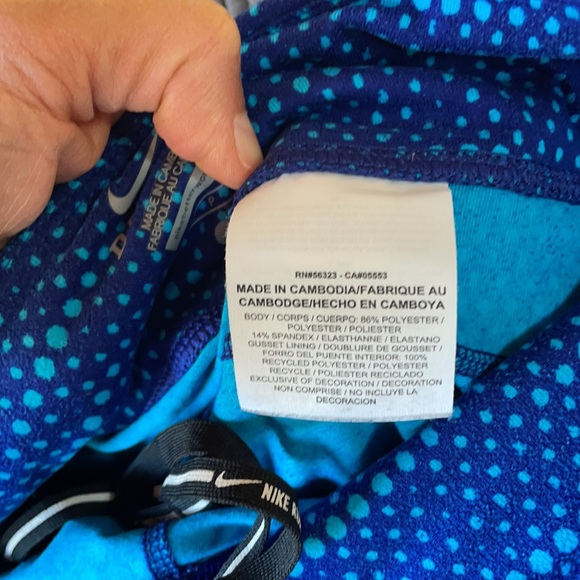 RN#56323 - CA#05553
MADE IN CAMBODIA/FABRIQUE AU
CAMBODGE/HECHO EN CAMBOYA
BODY / CORPS / CUERPO: 86% POLYESTER /
POLYESTER / POLIESTER
14% SPANDEX / ELASTHANNE / ELASTANO
GUSSET LINING / DOUBLURE DE GOUSSET /
FORRO DEL PUENTE INTERIOR: 100%
RECYCLED POLYESTER / POLYESTER
RECYCLE / POLIESTER RECICLADO
EXCLUSIVE OF DECORATION / DECORATION
NON COMPRISE / NO INCLUYE LA
DECORACION
MADE IN CAMB
FABRIQUE AU CA
D
NIKE